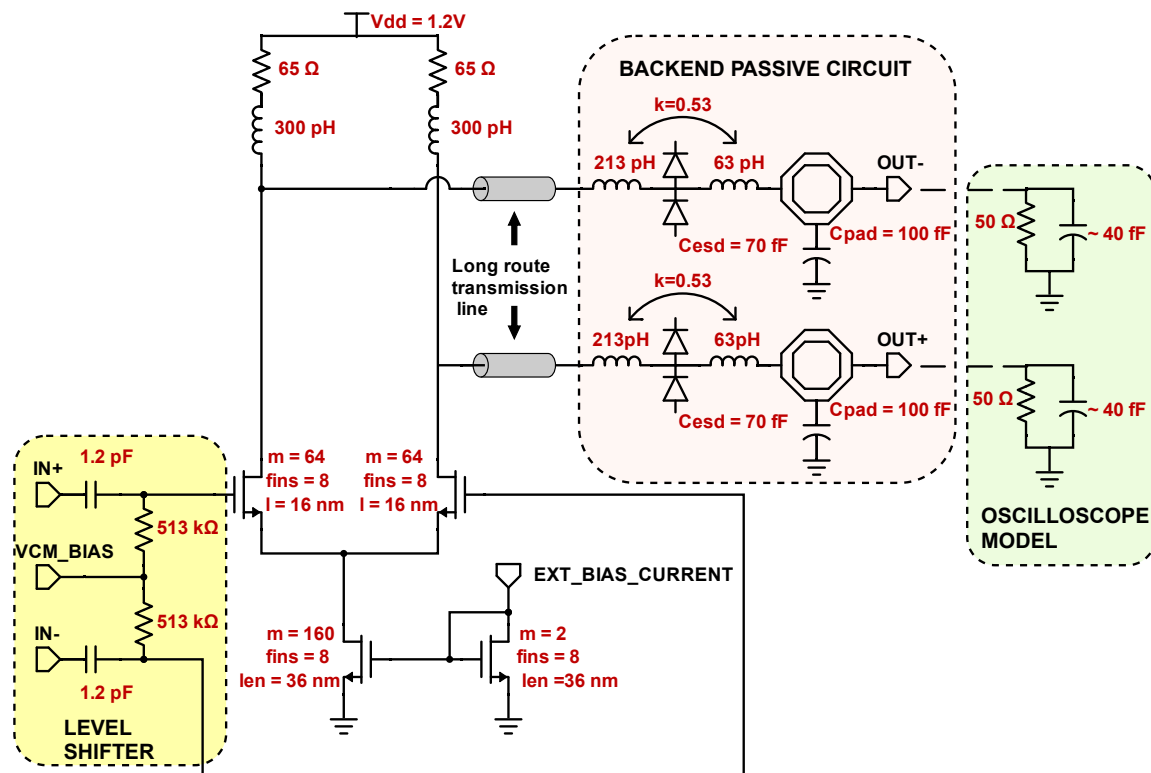 Vdd = 1.2V
65 Ω
65 Ω
300 pH
300 pH
BACKEND PASSIVE CIRCUIT
k=0.53
213 pH
63 pH
OUT-
Cesd = 70 fF
Cpad = 100 fF
50 Ω
~ 40 fF
Long route
transmission
line
k=0.53
213pH
63pH
OUT+
Cesd = 70 fF
Cpad = 100 fF
50 Ω
~ 40 fF
OSCILLOSCOPE
MODEL
1.2 pF
IN+
513 kΩ
VCM_BIAS
513 kΩ
IN-
1.2 pF
LEVEL
SHIFTER
m = 64
fins = 8
l = 16 nm
m = 64
fins = 8
l = 16 nm
EXT_BIAS_CURRENT
m = 160
fins = 8
len = 36 nm
m = 2
fins = 8
len =36 nm